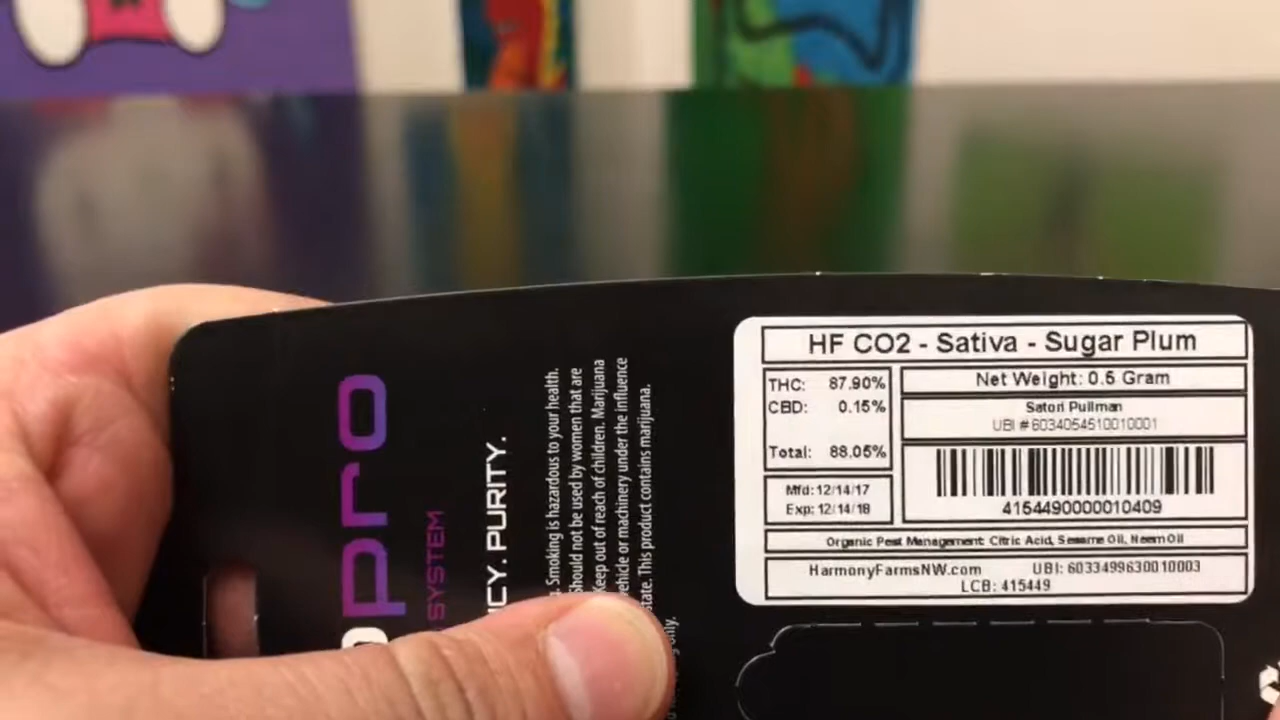 pro
SYSTEM
PURITY.
Smoking is hazardous to your health.
Should not be used by women that are
Keep out of reach of children. Marijuana
vehicle or machinery under the influence
state. This product contains marijuana.
only.
HF CO2 - Sativa - Sugar Plum
THC: 87.90%
CBD: 0.15%
Total: 88.05%
Mfd: 12/14/17
Exp: 12/14/18
Net Weight: 0.5 Gram
Satori Pullman
UBI # 6034054510010001
4154490000010409
Organic Pest Management: Citric Acid, Sesame Oil, Neem Oil
HarmonyFarmsNW.com UBI: 6033499630010003
LCB: 415449